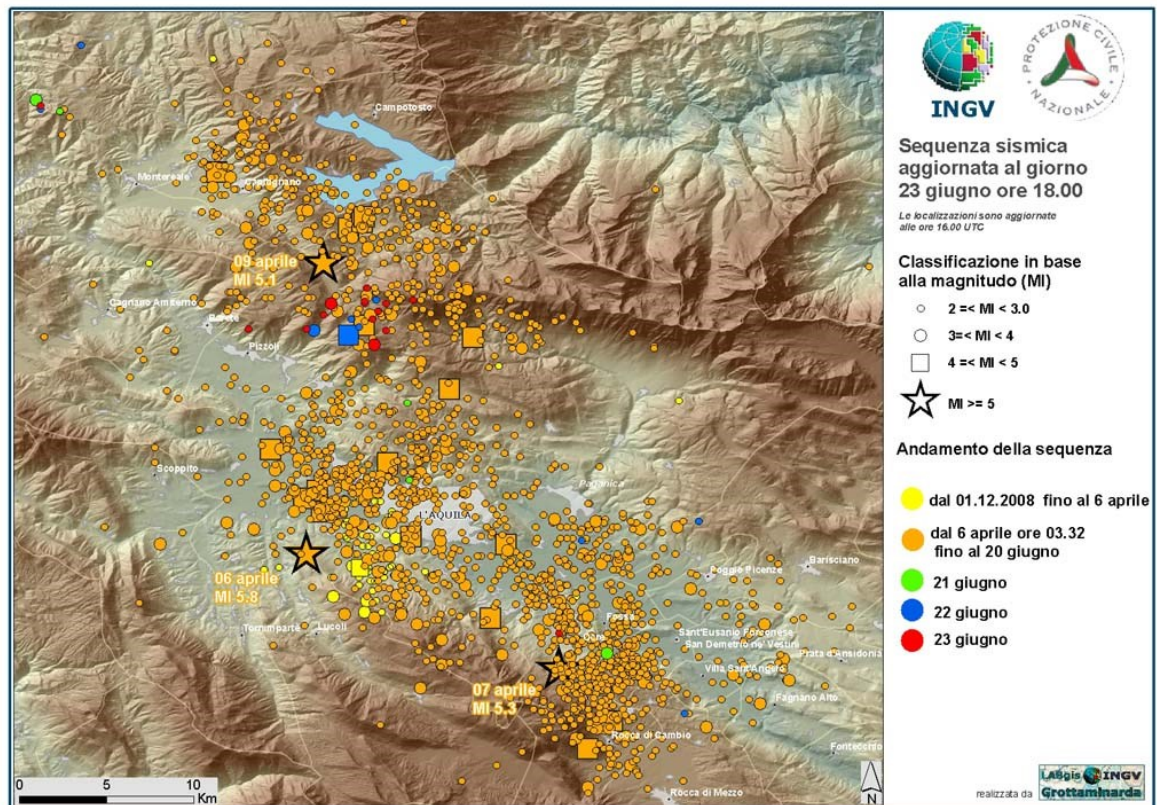 Campotosto
Montereale
Capitignano
09 aprile
Ml 5.1
Cagnano Amiterno
Barete
Pizzoli
Scoppito
Paganica
L'AQUILA
06 aprile
Ml 5.8
Tornimparte
Lucoli
Poggio Picenze
Barisciano
Fossa
Ocre
Sant'Eusanio Forconese
San Demetrio ne' Vestini
Prata d'Ansidonia
Villa Sant'Angelo
Fagnano Alto
07 aprile
Ml 5.3
Rocca di Cambio
Fontecchio
Rocca di Mezzo
0 5 10
Km
N
INGV
PROTEZIONE CIVILE
NAZIONALE
Sequenza sismica
aggiornata al giorno
23 giugno ore 18.00
Le localizzazioni sono aggiornate
alle ore 16.00 UTC
Classificazione in base
alla magnitudo (Ml)
2 =< Ml < 3.0
3=< Ml < 4
4 =< Ml < 5
Ml >= 5
Andamento della sequenza
dal 01.12.2008 fino al 6 aprile
dal 6 aprile ore 03.32
fino al 20 giugno
21 giugno
22 giugno
23 giugno
realizzata da
LABgis INGV
Grottaminarda